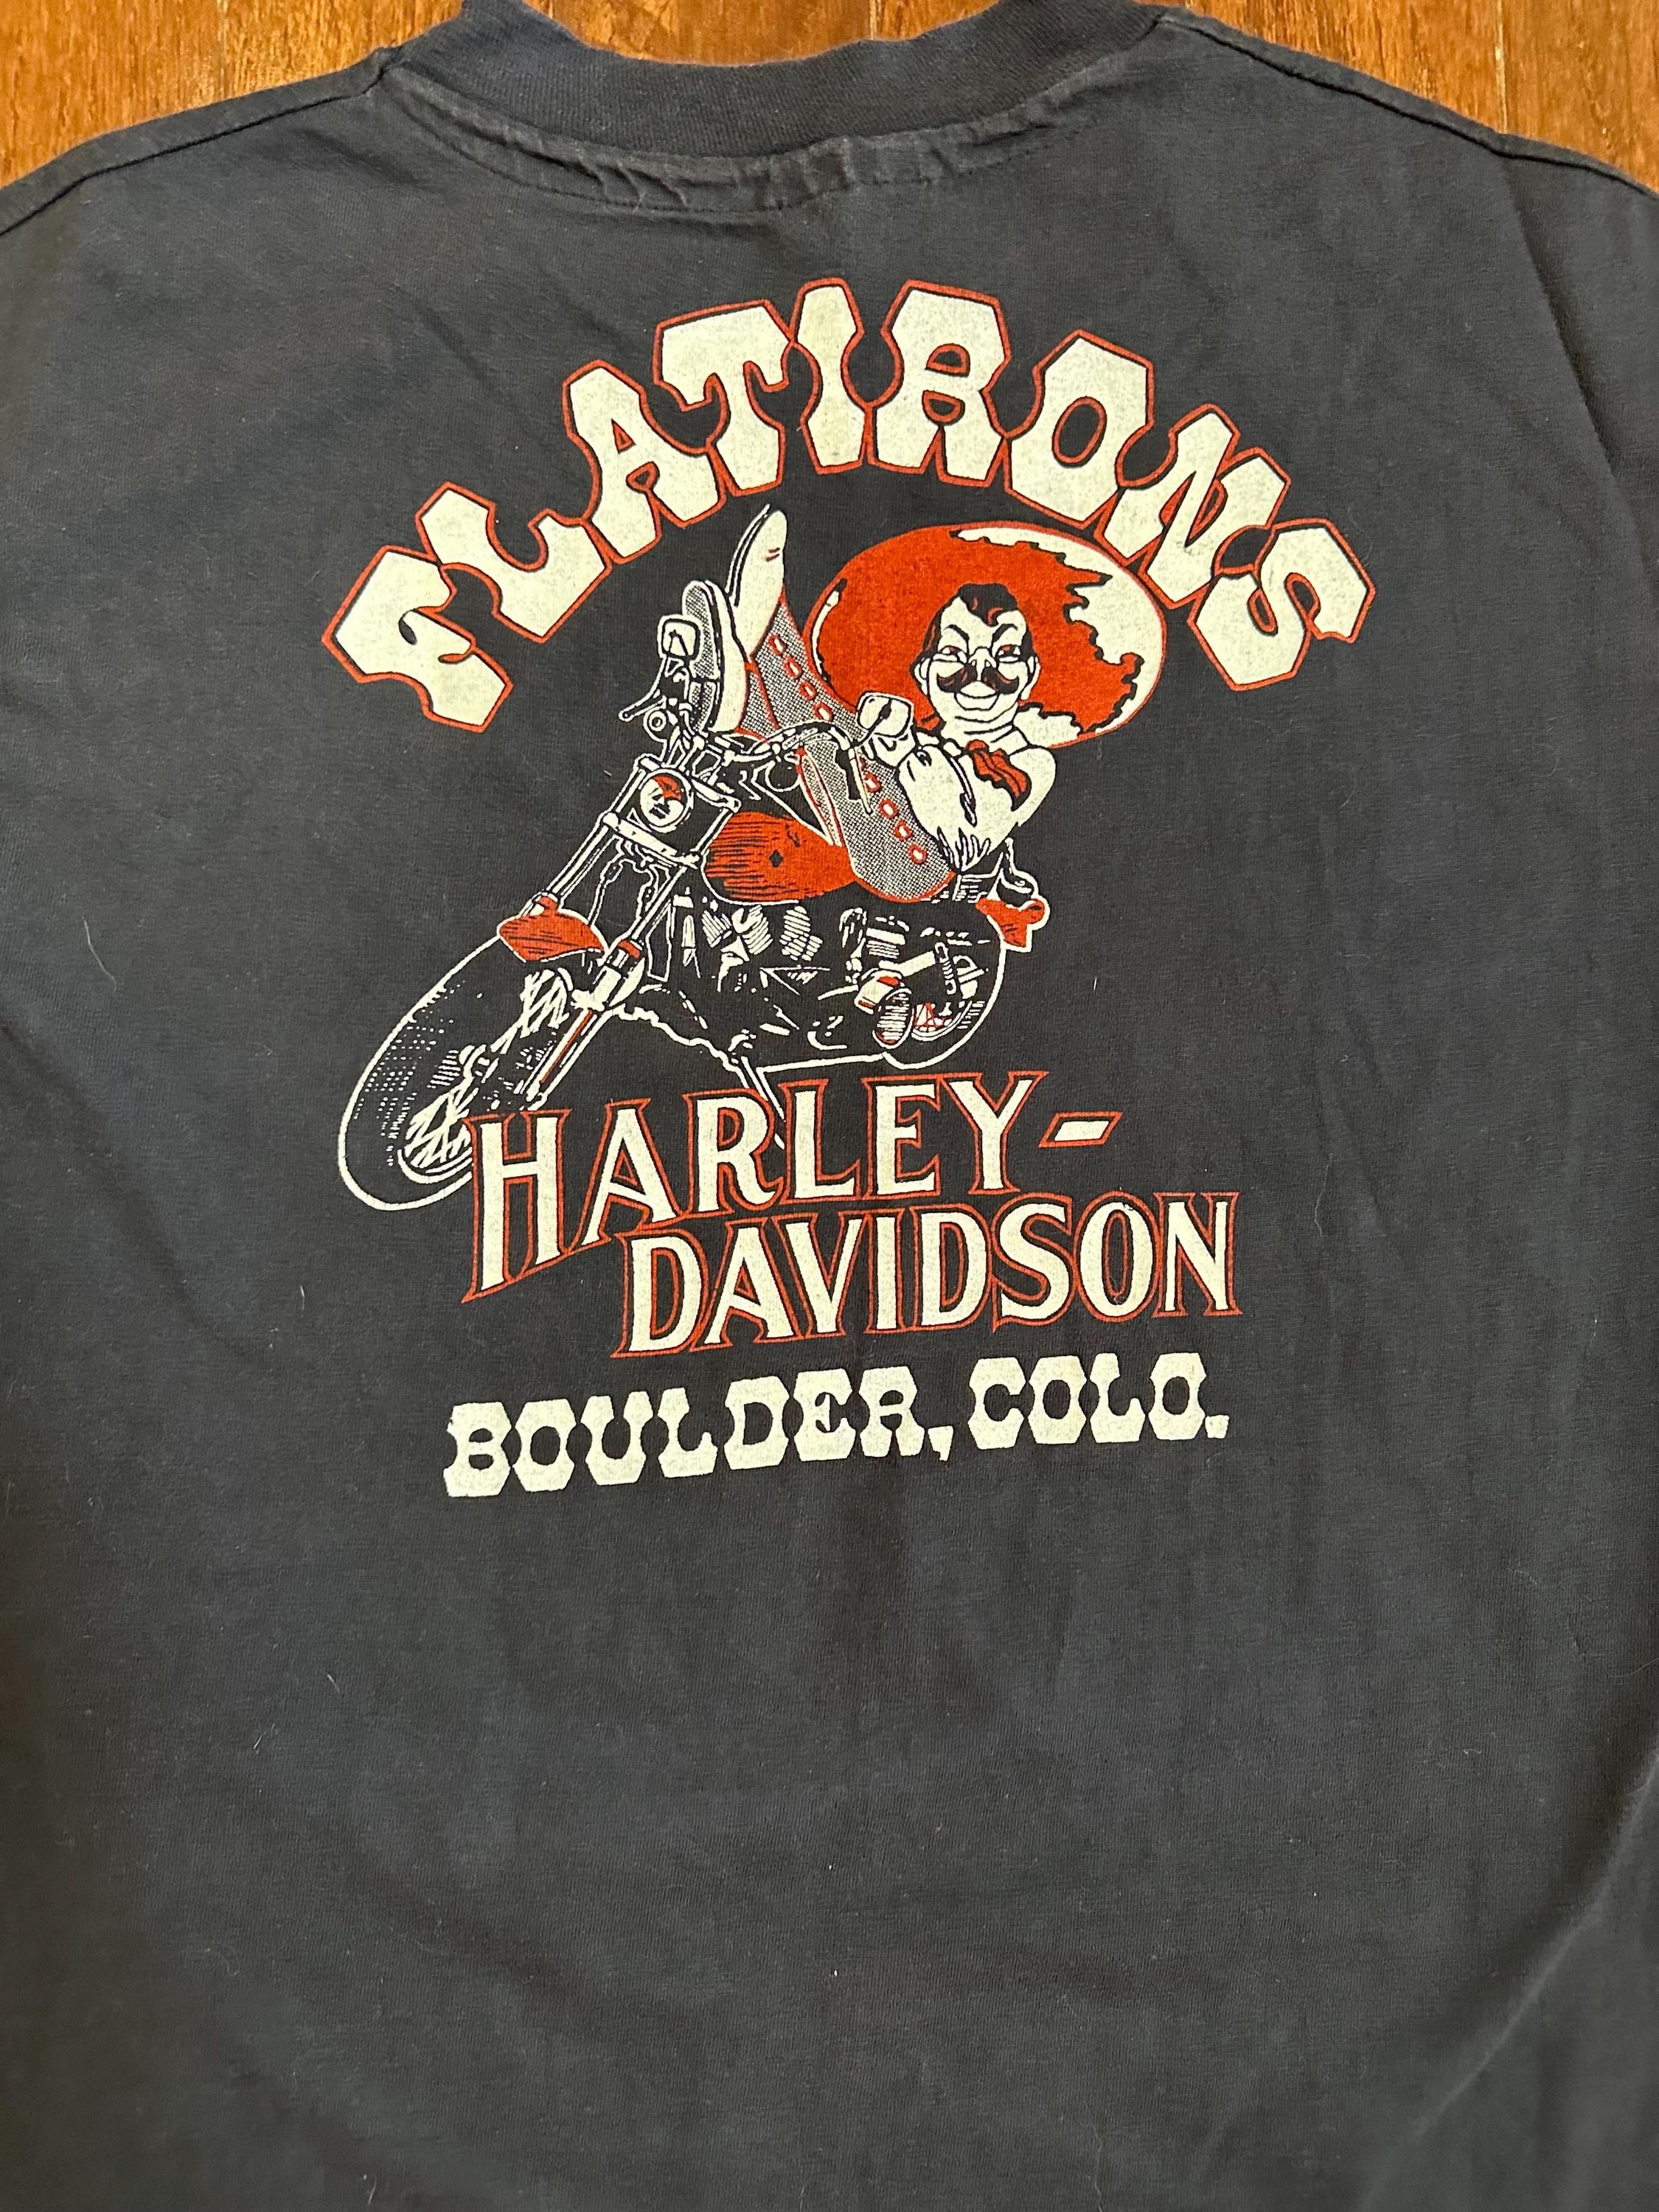 FLATIRONS
HARLEY-
DAVIDSON
BOULDER, COLO.